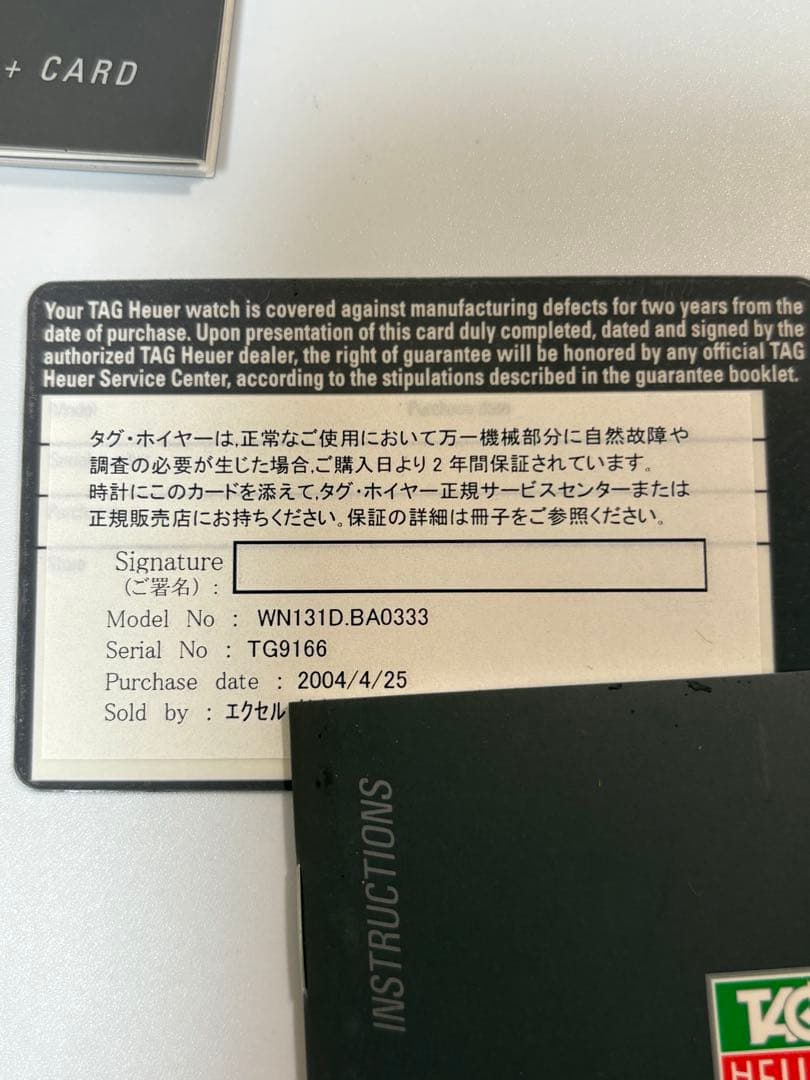 + CARD
Your TAG Heuer watch is covered against manufacturing defects for two years from the
date of purchase. Upon presentation of this card duly completed, dated and signed by the
authorized TAG Heuer dealer, the right of guarantee will be honored by any official TAG
Heuer Service Center, according to the stipulations described in the guarantee booklet.
Model Purchase date
タグ・ホイヤーは,正常なご使用において万一機械部分に自然故障や
調査の必要が生じた場合,ご購入日より2年間保証されています。
時計にこのカードを添えて,タグ・ホイヤー正規サービスセンターまたは
正規販売店にお持ちください。保証の詳細は冊子をご参照ください。
Signature
(ご署名) :
Model No : WN131D.BA0333
Serial No : TG9166
Purchase date : 2004/4/25
Sold by : エクセル
INSTRUCTIONS
TAG